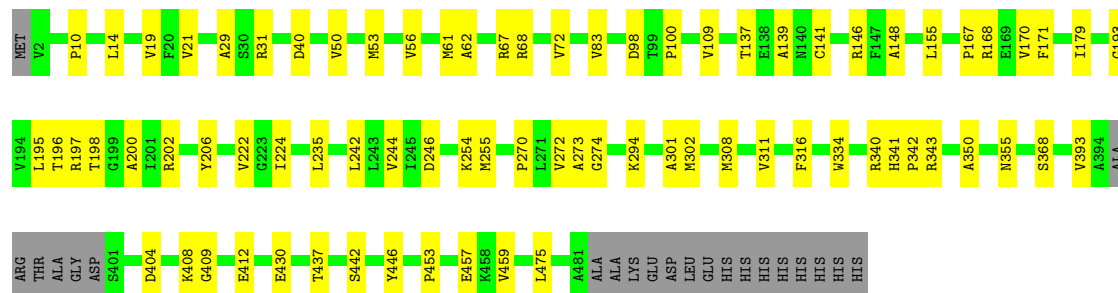 MET V2 P10 L14 V19 F20 V21 A29 S30 R31 D40 V50 M53 V56 M61 A62 R67 R68 V72 V83 D98 T99 P100 V109 T137 E138 A139 N140 C141 R146 F147 A148 L155 P167 R168 E169 V170 F171 I179 G193
V194 L195 T196 R197 T198 G199 A200 I201 R202 Y206 V222 G223 I224 L235 L242 L243 V244 I245 D246 K254 M255 P270 L271 V272 A273 G274 K294 A301 M302 M308 V311 F316 W334 R340 H341 P342 R343 A350 N355 S368 V393 A394 ALA
ARG THR ALA GLY ASP S401 D404 K408 G409 E412 E430 T437 S442 Y446 P453 E457 K458 V459 L475 A481 ALA ALA LYS GLU ASP LEU GLU HIS HIS HIS HIS HIS HIS HIS HIS